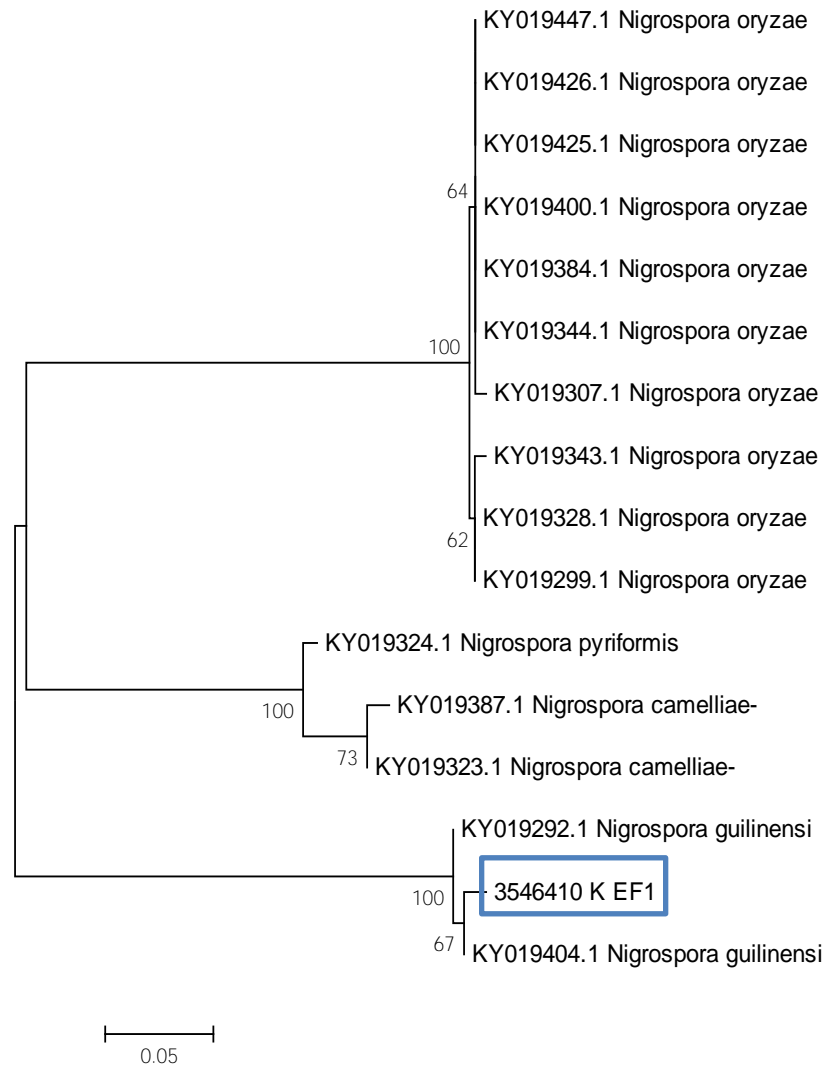 KY019447.1 Nigrospora oryzae
KY019426.1 Nigrospora oryzae
KY019425.1 Nigrospora oryzae
64
KY019400.1 Nigrospora oryzae
KY019384.1 Nigrospora oryzae
KY019344.1 Nigrospora oryzae
100
KY019307.1 Nigrospora oryzae
KY019343.1 Nigrospora oryzae
KY019328.1 Nigrospora oryzae
62
KY019299.1 Nigrospora oryzae
KY019324.1 Nigrospora pyriformis
100
KY019387.1 Nigrospora camelliae-
73
KY019323.1 Nigrospora camelliae-
KY019292.1 Nigrospora guilinensi
100
3546410 K EF1
67
KY019404.1 Nigrospora guilinensi
0.05